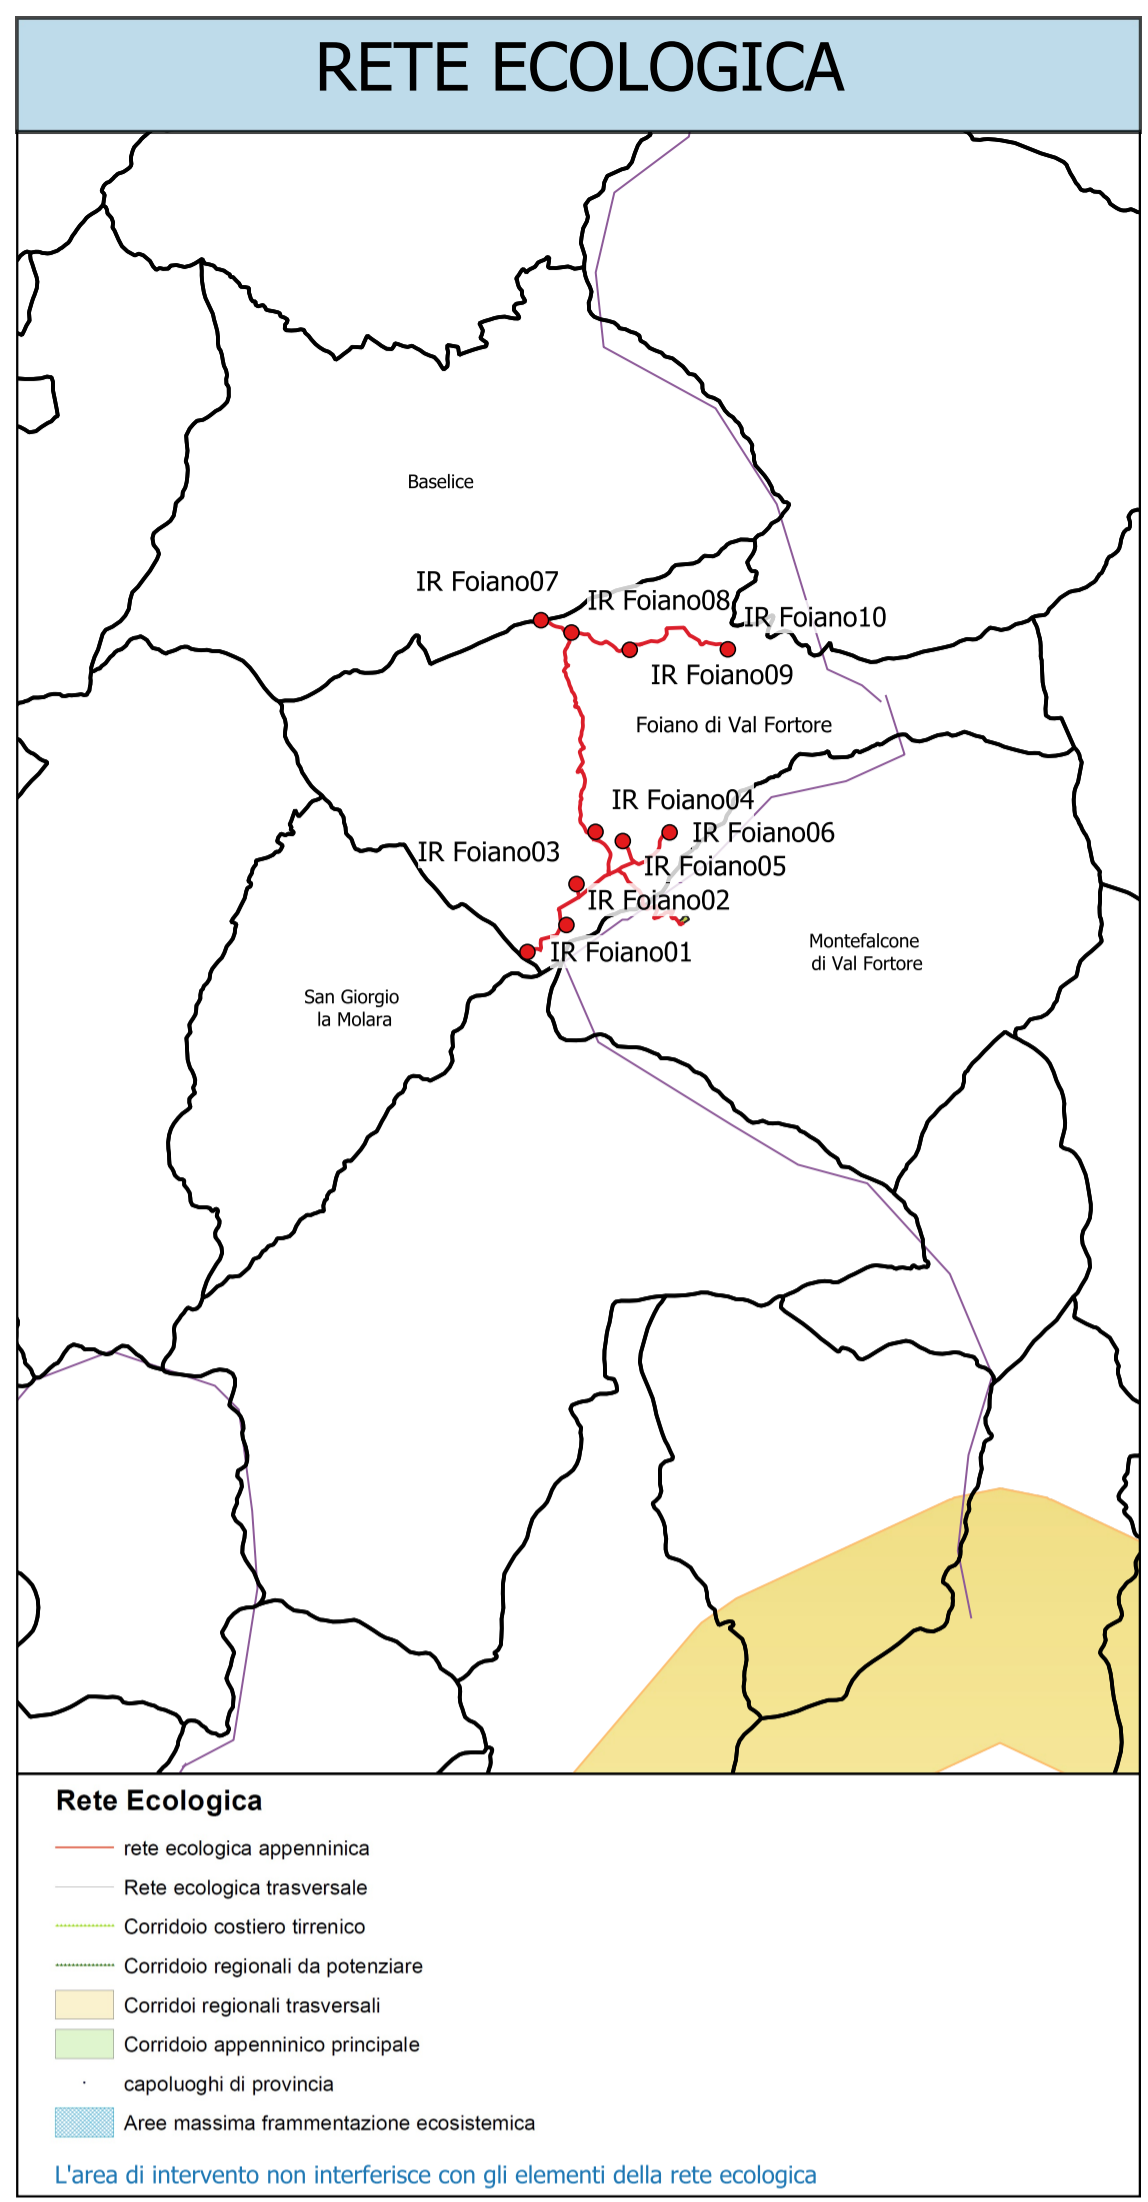 RETE ECOLOGICA
Baselice
IR Foiano07
IR Foiano08
IR Foiano10
IR Foiano09
Foiano di Val Fortore
IR Foiano04
IR Foiano06
IR Foiano03
IR Foiano05
IR Foiano02
IR Foiano01
Montefalcone
di Val Fortore
San Giorgio
la Molara
Rete Ecologica
rete ecologica appenninica
Rete ecologica trasversale
Corridoio costiero tirrenico
Corridoio regionali da potenziare
Corridoi regionali trasversali
Corridoio appenninico principale
capoluoghi di provincia
Aree massima frammentazione ecosistemica
L'area di intervento non interferisce con gli elementi della rete ecologica